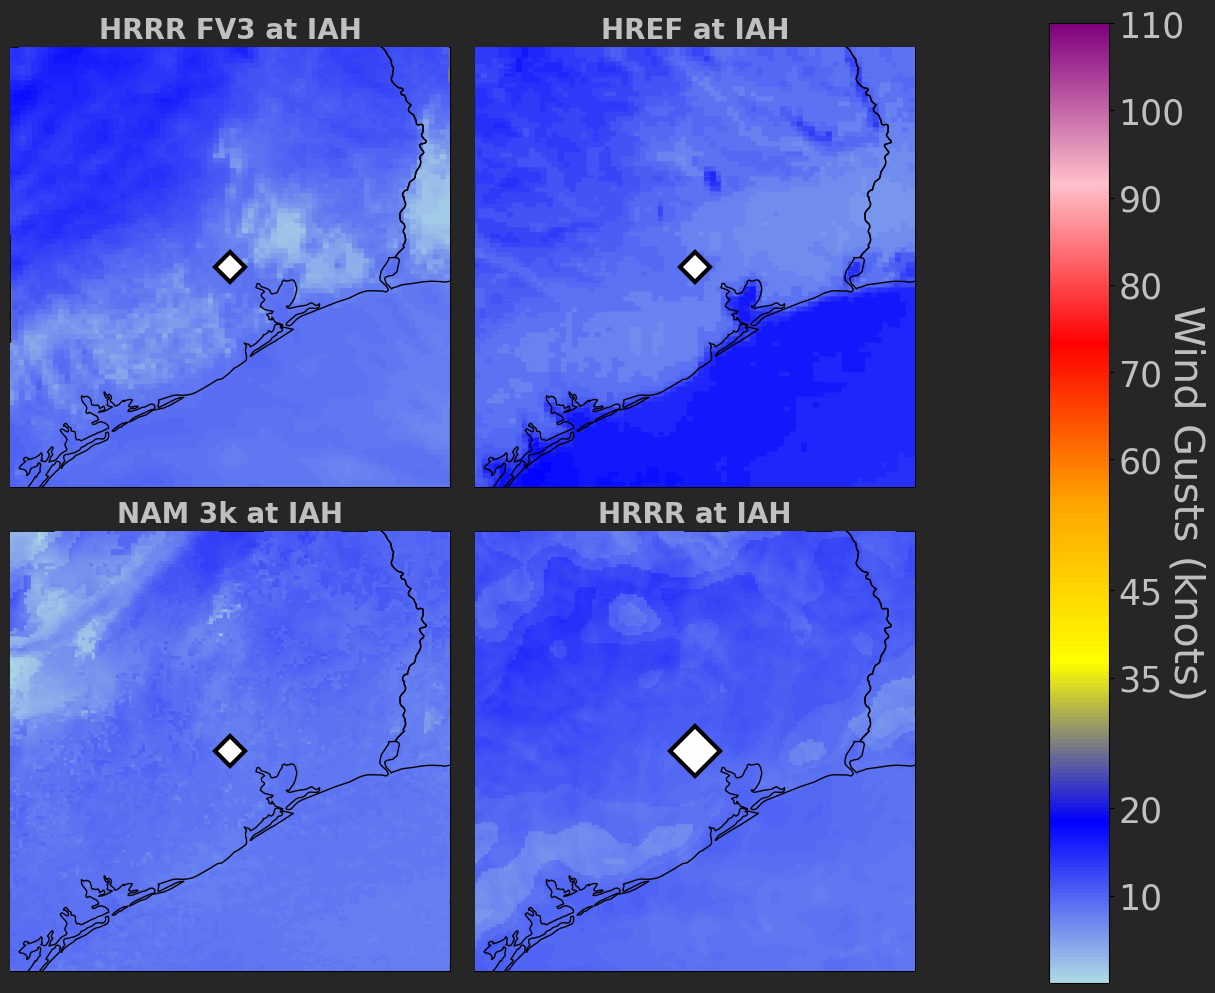 HRRR FV3 at IAH
HREF at IAH
NAM 3k at IAH
HRRR at IAH
110
100
90
80
70
60
45
35
20
10
Wind Gusts (knots)